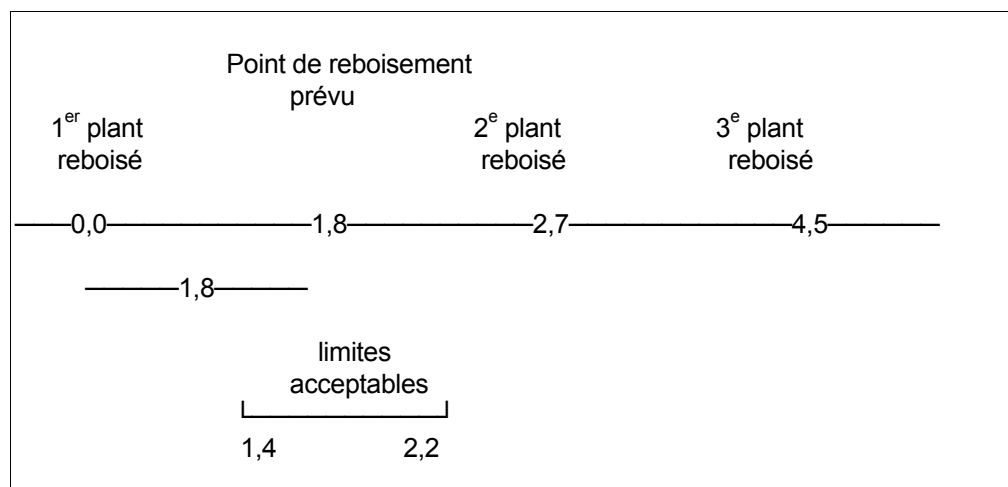 Point de reboisement
prévu
1er plant
reboisé
2e plant
reboisé
3e plant
reboisé
0,0 1,8 2,7 4,5
1,8
limites
acceptables
1,4 2,2